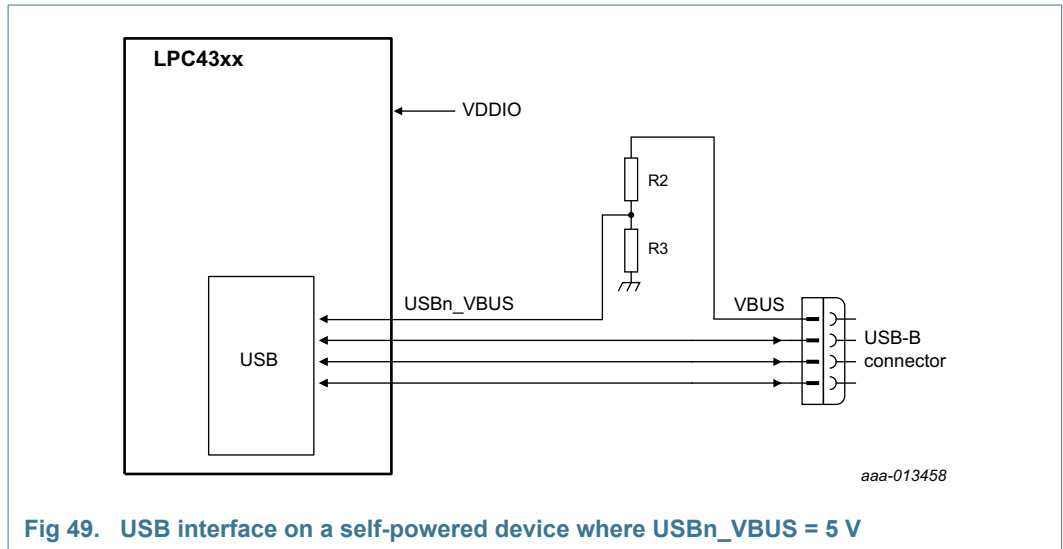 LPC43xx
VDDIO
R2
R3
USBn_VBUS
VBUS
USB
USB-B
connector
aaa-013458
Fig 49. USB interface on a self-powered device where USBn_VBUS = 5 V